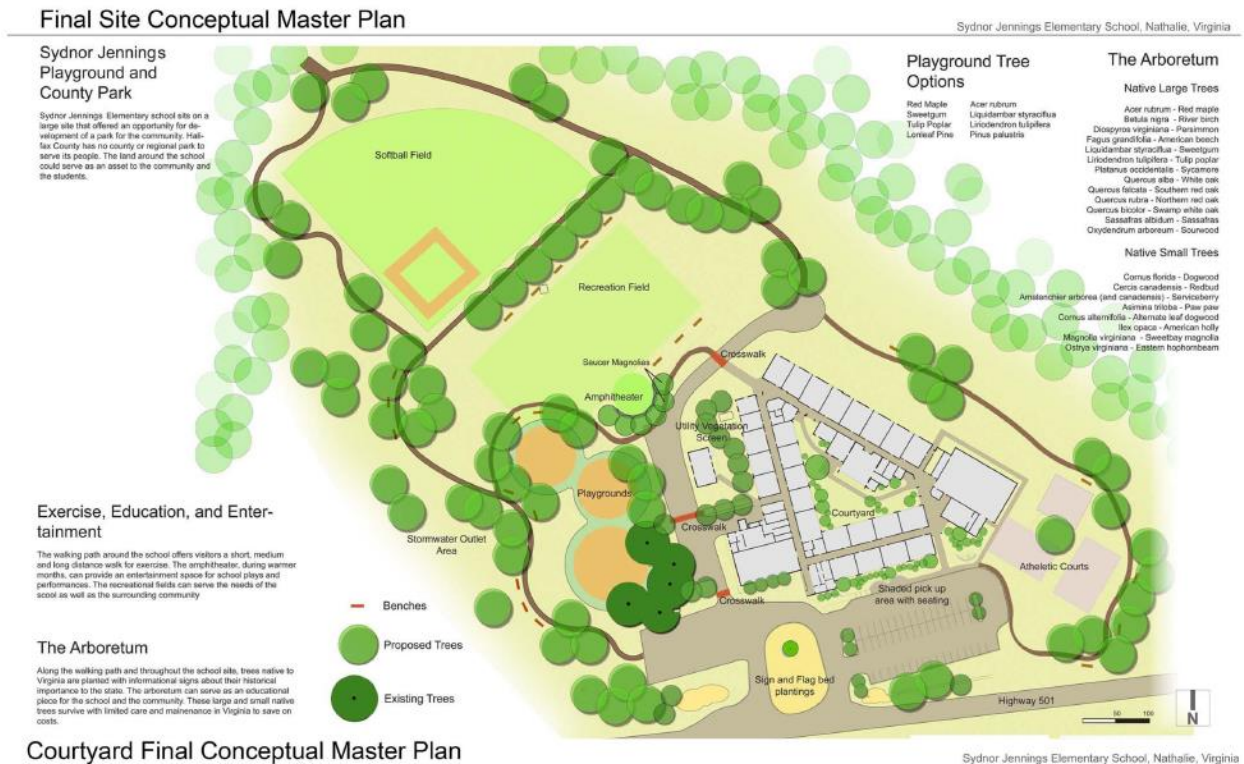 Final Site Conceptual Master Plan
Sydnor Jennings Elementary School, Nathalie, Virginia
Sydnor Jennings
Playground and
County Park
Sydnor Jennings Elementary school sits on a
large site that offered an opportunity for de-
velopment of a park for the community. Hali-
fax County has no county or regional park to
serve its people. The land around the school
could serve as an asset to the community and
the students.
Playground Tree
Options
Red Maple Acer rubrum
Sweetgum Liquidambar styraciflua
Tulip Poplar Liriodendron tulipifera
Lonleaf Pine Pinus palustris
The Arboretum
Native Large Trees
Acer rubrum - Red maple
Betula nigra - River birch
Diospyros virginiana - Persimmon
Fagus grandifolia - American beech
Liquidambar styraciflua - Sweetgum
Liriodendron tulipifera - Tulip poplar
Platanus occidentalis - Sycamore
Quercus alba - White oak
Quercus falcata - Southern red oak
Quercus rubra - Northern red oak
Quercus bicolor - Swamp white oak
Sassafras albidum - Sassafras
Oxydendrum arboreum - Sourwood
Native Small Trees
Cornus florida - Dogwood
Cercis canadensis - Redbud
Amelanchier arborea (and canadensis) - Serviceberry
Asimina triloba - Paw paw
Cornus alternifolia - Alternate leaf dogwood
Ilex opaca - American holly
Magnolia virginiana - Sweetbay magnolia
Ostrya virginiana - Eastern hophornbeam
Softball Field
Recreation Field
Saucer Magnolias
Crosswalk
Amphitheater
Utility Vegetation
Screen
Playgrounds
Crosswalk
Courtyard
Stormwater Outlet
Area
Atheletic Courts
Crosswalk
Shaded pick up
area with seating
Sign and Flag bed
plantings
Highway 501
50 100
N
Exercise, Education, and Enter-
tainment
The walking path around the school offers visitors a short, medium
and long distance walk for exercise. The amphitheater, during warmer
months, can provide an entertainment space for school plays and
performances. The recreational fields can serve the needs of the
scool as well as the surrounding community
Benches
Proposed Trees
Existing Trees
The Arboretum
Along the walking path and throughout the school site, trees native to
Virginia are planted with informational signs about their historical
importance to the state. The arboretum can serve as an educational
piece for the school and the community. These large and small native
trees survive with limited care and mainenance in Virginia to save on
costs.
Courtyard Final Conceptual Master Plan
Sydnor Jennings Elementary School, Nathalie, Virginia